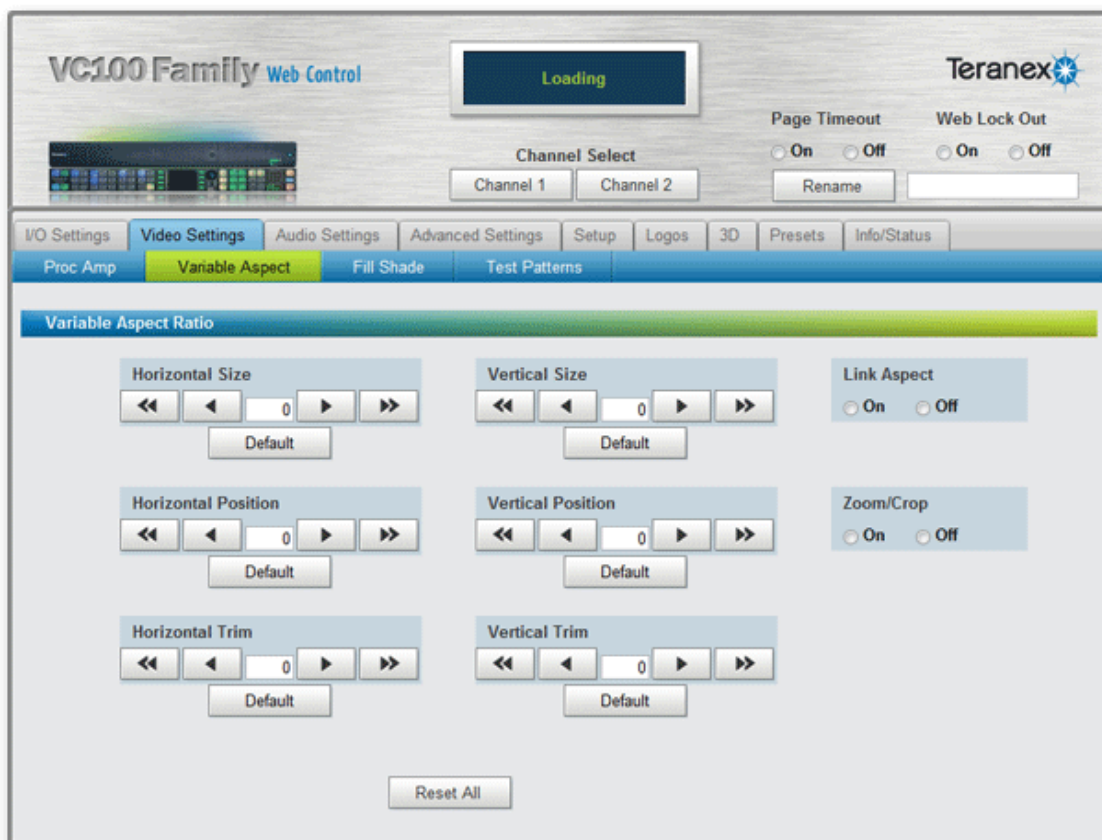 VC100 Family Web Control
Loading
Teranex
Page Timeout Web Lock Out
On Off On Off
Channel Select
Channel 1 Channel 2 Rename
I/O Settings Video Settings Audio Settings Advanced Settings Setup Logos 3D Presets Info/Status
Proc Amp Variable Aspect Fill Shade Test Patterns
Variable Aspect Ratio
Horizontal Size Vertical Size Link Aspect
0 0 On Off
Default Default
Horizontal Position Vertical Position Zoom/Crop
0 0 On Off
Default Default
Horizontal Trim Vertical Trim
0 0
Default Default
Reset All